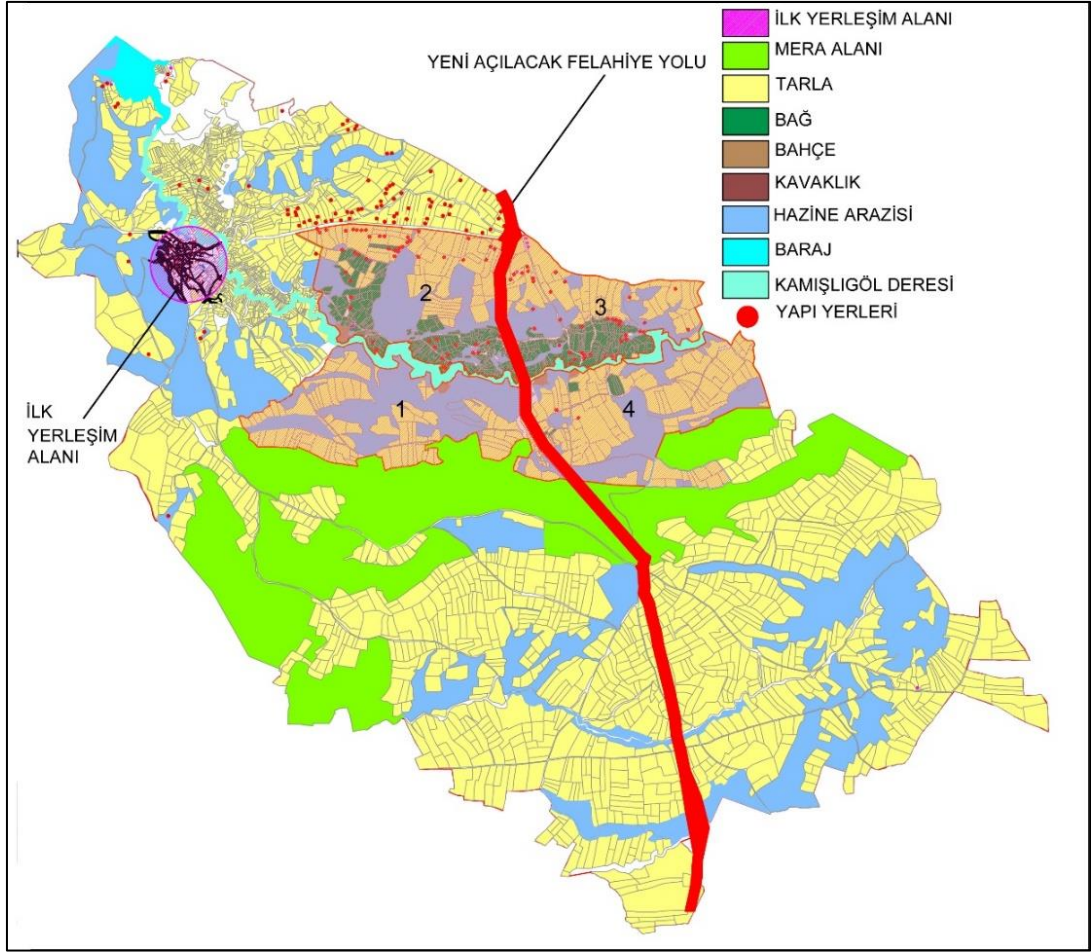 İLK YERLEŞİM ALANI
MERA ALANI
YENİ AÇILACAK FELAHİYE YOLU
TARLA
BAĞ
BAHÇE
KAVAKLIK
HAZİNE ARAZİSİ
BARAJ
KAMIŞLIGÖL DERESİ
YAPI YERLERİ
2
3
1
4
İLK
YERLEŞİM
ALANI